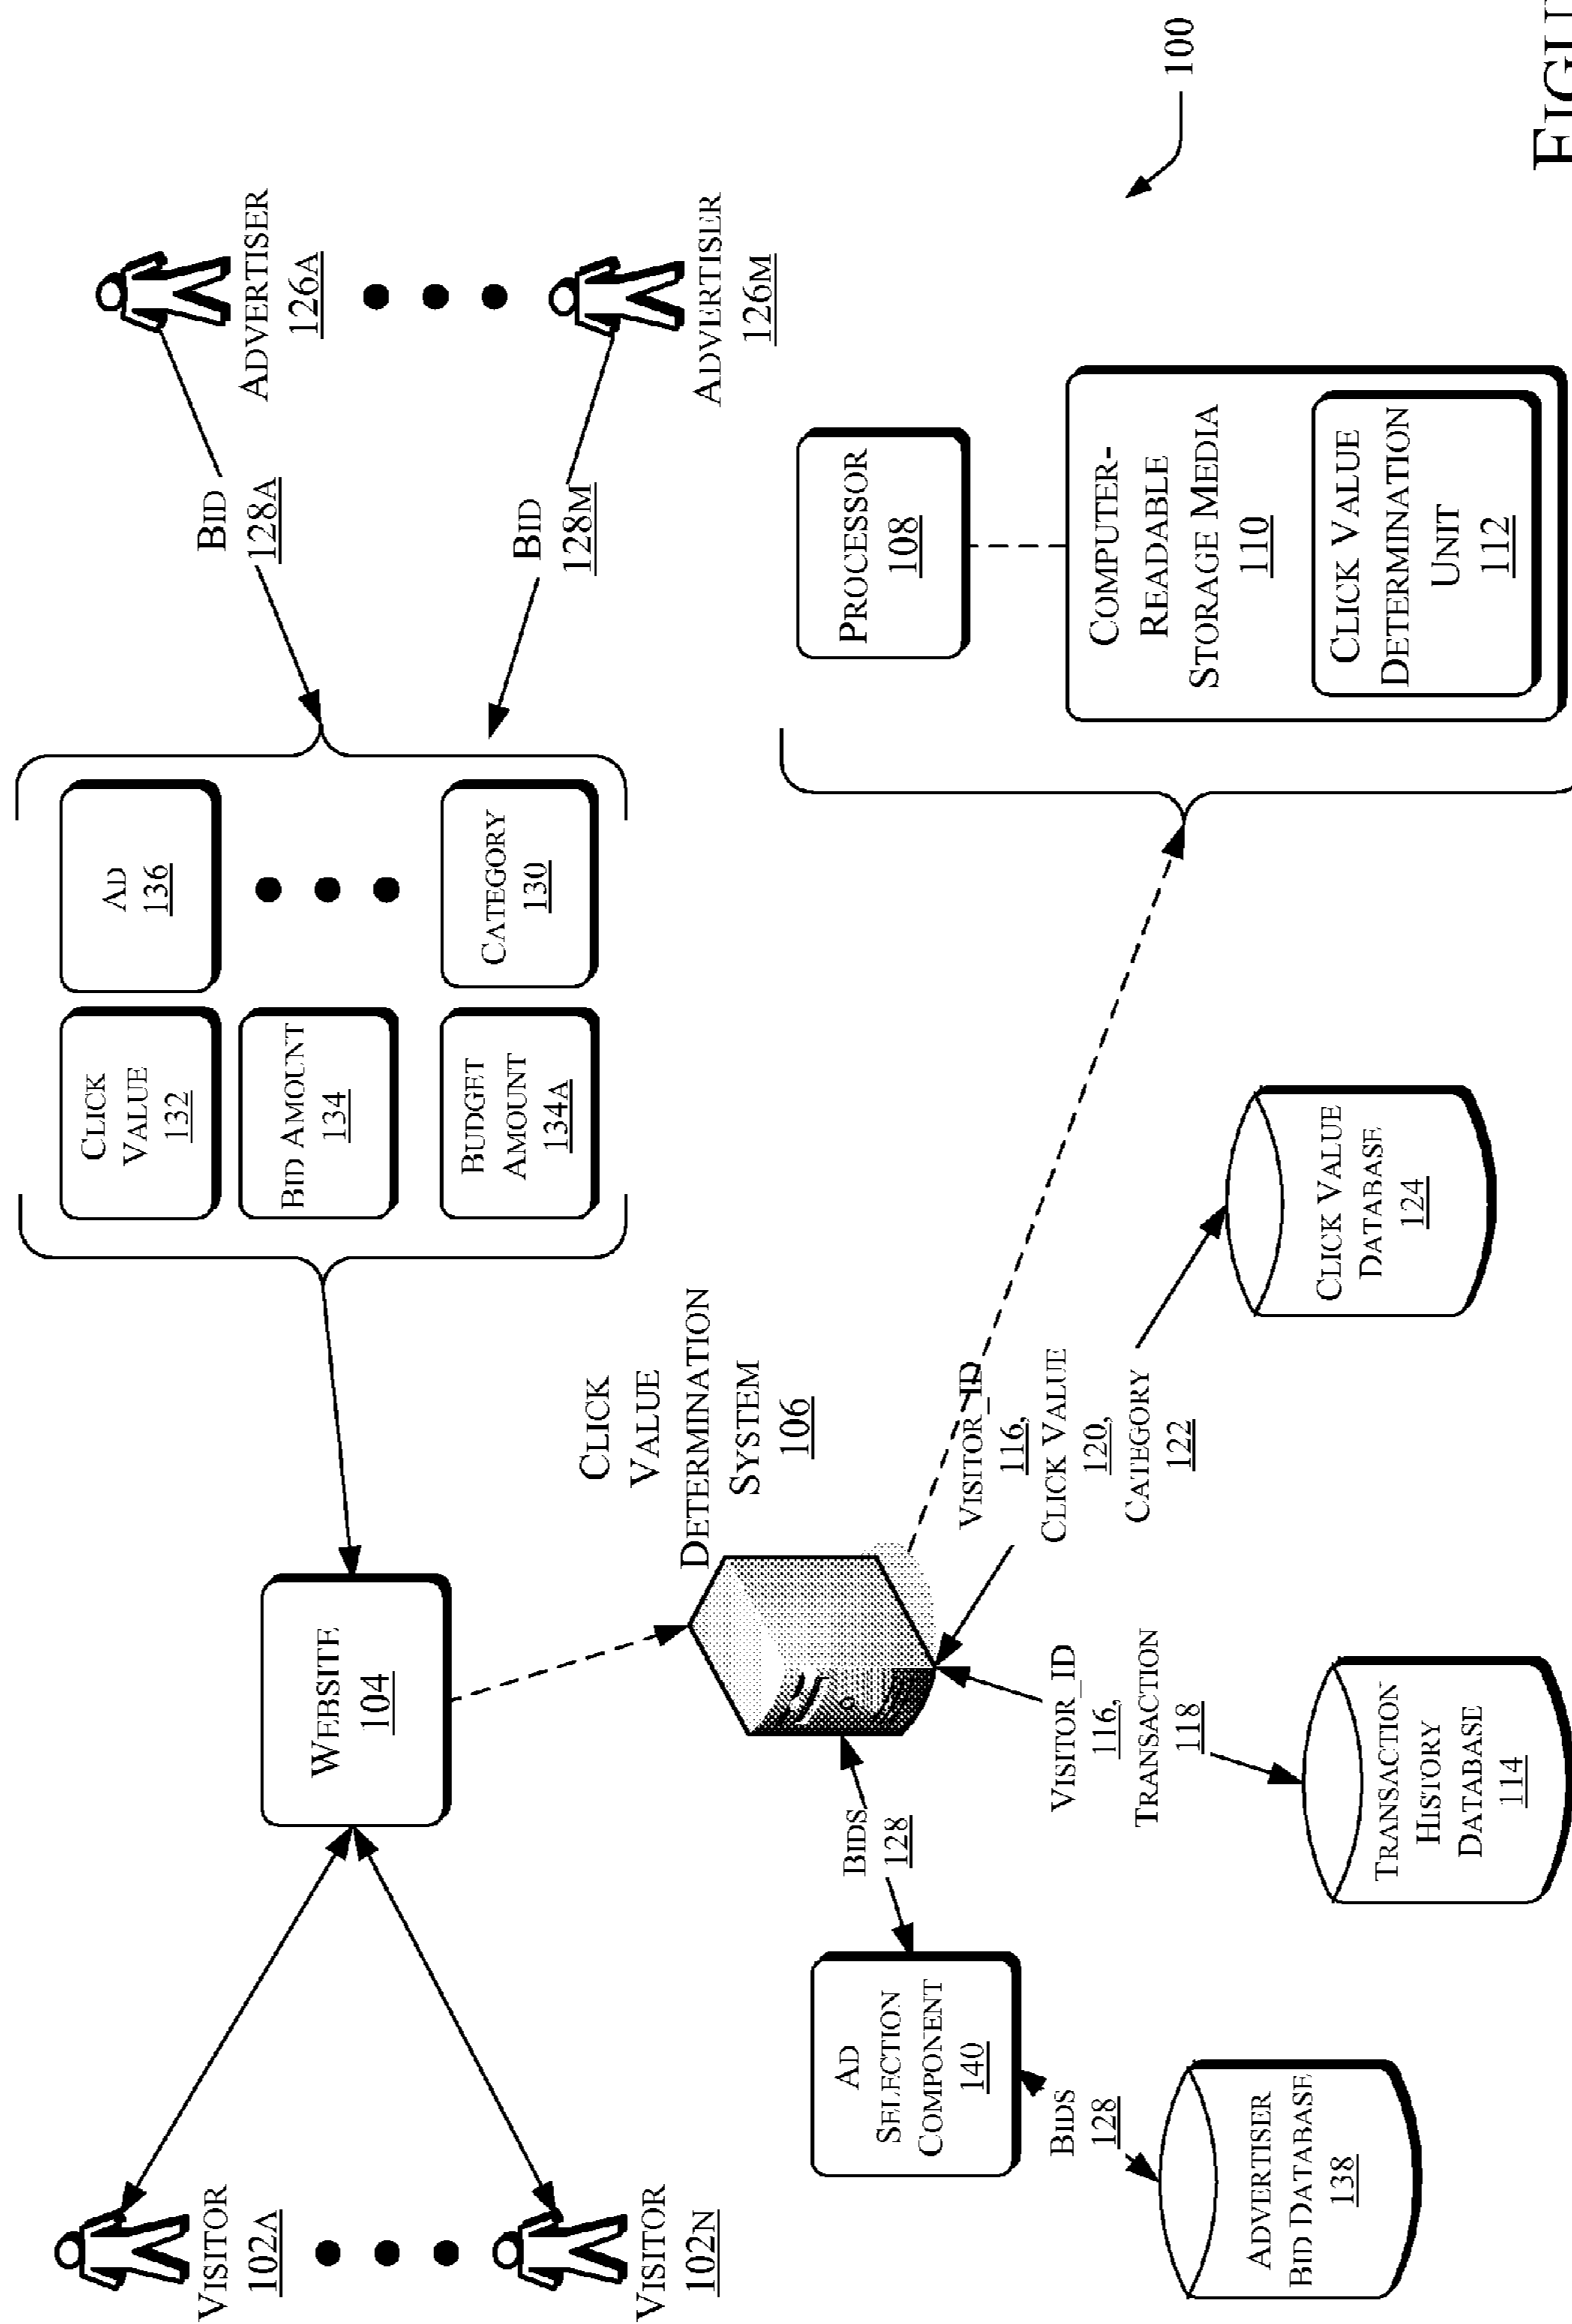 VISITOR
102A
VISITOR
102N
WEBSITE
104
CLICK
VALUE
132
AD
136
BID AMOUNT
134
BUDGET
AMOUNT
134A
CATEGORY
130
BID
128A
BID
128M
ADVERTISER
126A
ADVERTISER
126M
CLICK
VALUE
DETERMINATION
SYSTEM
106
AD
SELECTION
COMPONENT
140
BIDS
128
BIDS
128
ADVERTISER
BID DATABASE
138
VISITOR_ID
116,
TRANSACTION
118
TRANSACTION
HISTORY
DATABASE
114
VISITOR_ID
116,
CLICK VALUE
120,
CATEGORY
122
CLICK VALUE
DATABASE
124
PROCESSOR
108
COMPUTER-
READABLE
STORAGE MEDIA
110
CLICK VALUE
DETERMINATION
UNIT
112
100